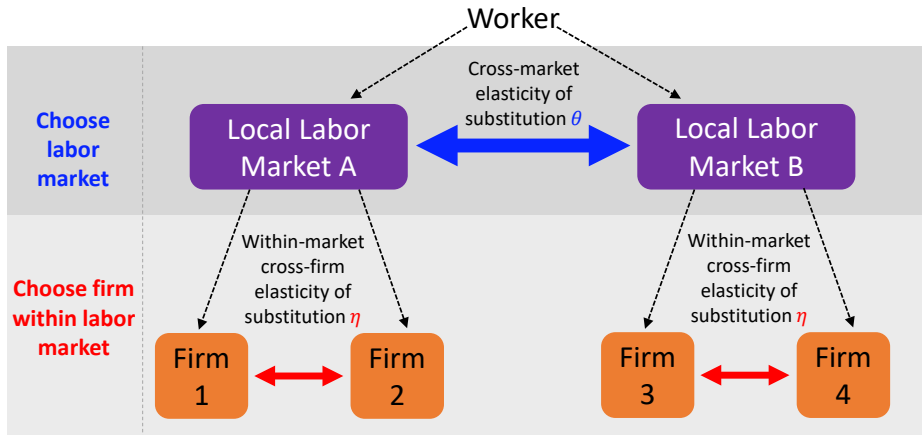 Worker
Choose
labor
market
Cross-market
elasticity of
substitution θ
Local Labor
Market A
Local Labor
Market B
Choose firm
within labor
market
Within-market
cross-firm
elasticity of
substitution η
Within-market
cross-firm
elasticity of
substitution η
Firm
1
Firm
2
Firm
3
Firm
4